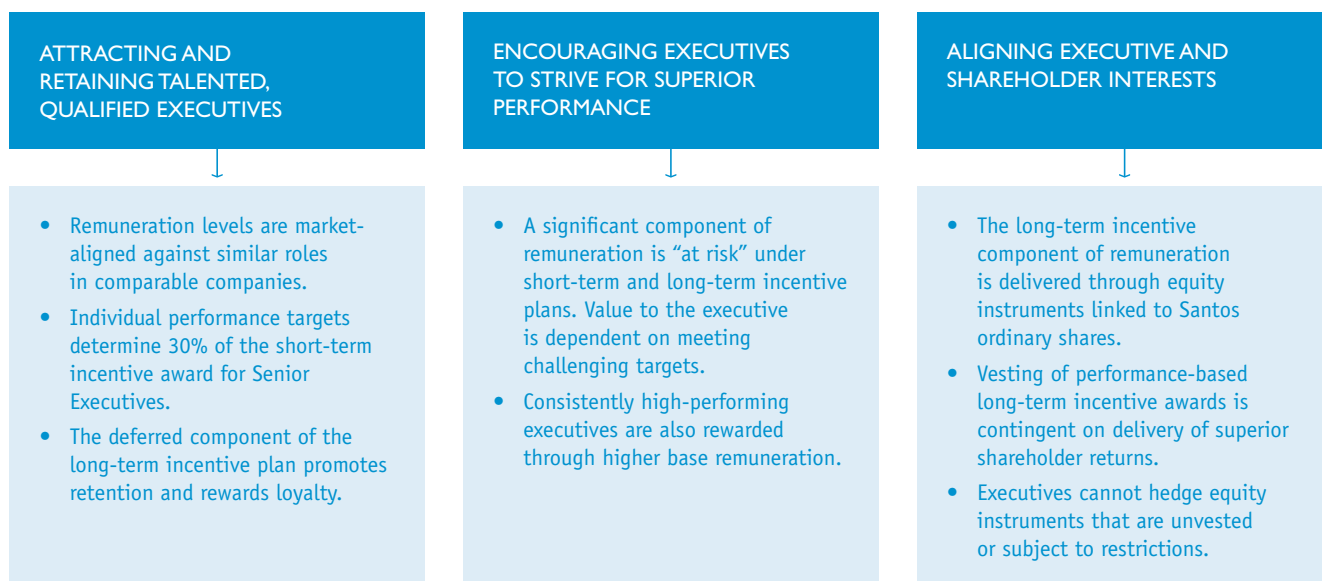 ATTRACTING AND
RETAINING TALENTED,
QUALIFIED EXECUTIVES
• Remuneration levels are market-
aligned against similar roles
in comparable companies.
• Individual performance targets
determine 30% of the short-term
incentive award for Senior
Executives.
• The deferred component of the
long-term incentive plan promotes
retention and rewards loyalty.
ENCOURAGING EXECUTIVES
TO STRIVE FOR SUPERIOR
PERFORMANCE
• A significant component of
remuneration is “at risk” under
short-term and long-term incentive
plans. Value to the executive
is dependent on meeting
challenging targets.
• Consistently high-performing
executives are also rewarded
through higher base remuneration.
ALIGNING EXECUTIVE AND
SHAREHOLDER INTERESTS
• The long-term incentive
component of remuneration
is delivered through equity
instruments linked to Santos
ordinary shares.
• Vesting of performance-based
long-term incentive awards is
contingent on delivery of superior
shareholder returns.
• Executives cannot hedge equity
instruments that are unvested
or subject to restrictions.